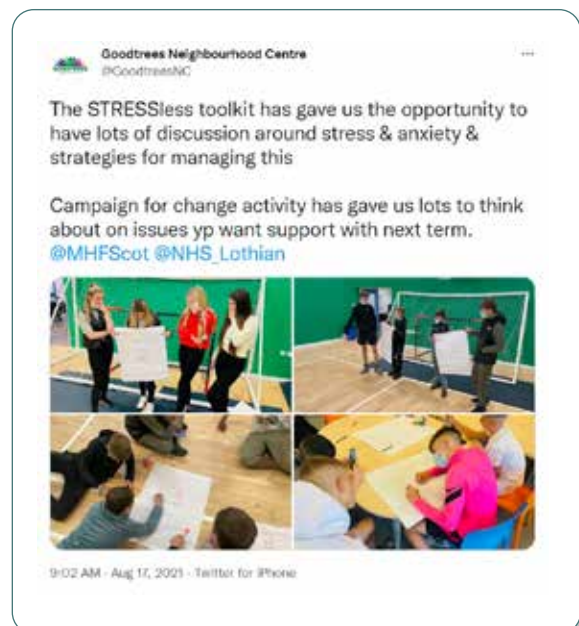 Goodtrees Neighbourhood Centre
@GoodtreesNC
The STRESSless toolkit has gave us the opportunity to
have lots of discussion around stress & anxiety &
strategies for managing this
Campaign for change activity has gave us lots to think
about on issues yp want support with next term.
@MHFScot @NHS_Lothian
9:02 AM · Aug 17, 2021 · Twitter for iPhone